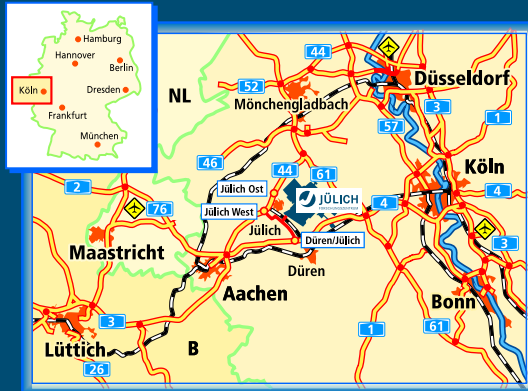 Hamburg
Hannover
Berlin
Köln
Dresden
Frankfurt
München
44
Düsseldorf
52
NL
Mönchengladbach
3
1
57
46
44
61
Köln
2
Jülich Ost
JÜLICH
FORSCHUNGSZENTRUM
4
4
76
Jülich West
Jülich
Düren/Jülich
3
Maastricht
Düren
Aachen
Bonn
3
1
61
Lüttich
B
26